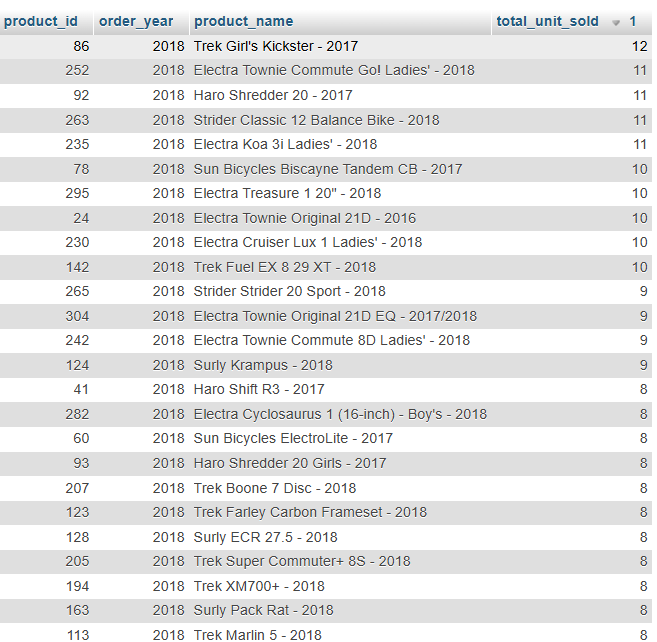 product_id order_year product_name total_unit_sold 1
86 2018 Trek Girl's Kickster - 2017 12
252 2018 Electra Townie Commute Go! Ladies' - 2018 11
92 2018 Haro Shredder 20 - 2017 11
263 2018 Strider Classic 12 Balance Bike - 2018 11
235 2018 Electra Koa 3i Ladies' - 2018 11
78 2018 Sun Bicycles Biscayne Tandem CB - 2017 10
295 2018 Electra Treasure 1 20" - 2018 10
24 2018 Electra Townie Original 21D - 2016 10
230 2018 Electra Cruiser Lux 1 Ladies' - 2018 10
142 2018 Trek Fuel EX 8 29 XT - 2018 10
265 2018 Strider Strider 20 Sport - 2018 9
304 2018 Electra Townie Original 21D EQ - 2017/2018 9
242 2018 Electra Townie Commute 8D Ladies' - 2018 9
124 2018 Surly Krampus - 2018 9
41 2018 Haro Shift R3 - 2017 8
282 2018 Electra Cyclosaurus 1 (16-inch) - Boy's - 2018 8
60 2018 Sun Bicycles ElectroLite - 2017 8
93 2018 Haro Shredder 20 Girls - 2017 8
207 2018 Trek Boone 7 Disc - 2018 8
123 2018 Trek Farley Carbon Frameset - 2018 8
128 2018 Surly ECR 27.5 - 2018 8
205 2018 Trek Super Commuter+ 8S - 2018 8
194 2018 Trek XM700+ - 2018 8
163 2018 Surly Pack Rat - 2018 8
113 2018 Trek Marlin 5 - 2018 8